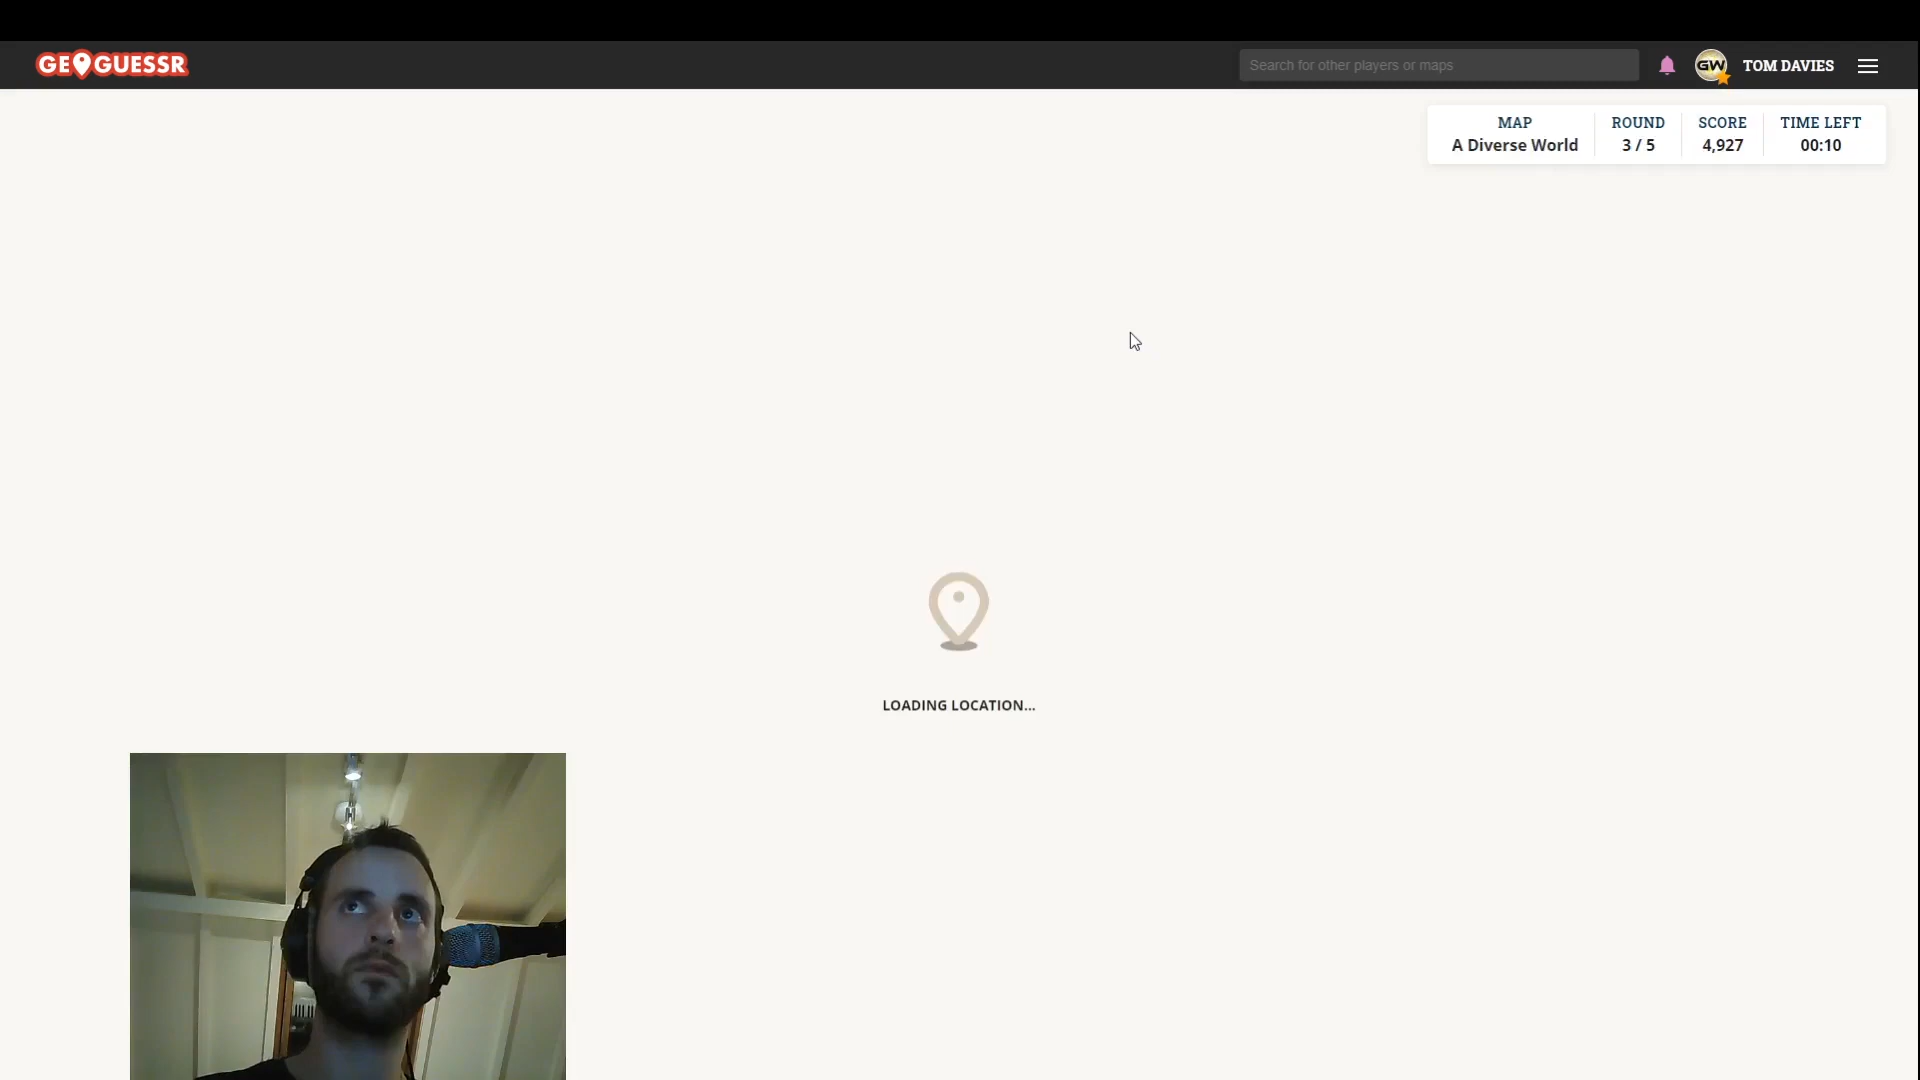 GEOGUESSR
Search for other players or maps
GW
TOM DAVIES
MAP ROUND SCORE TIME LEFT
A Diverse World 3 / 5 4,927 00:10
LOADING LOCATION...